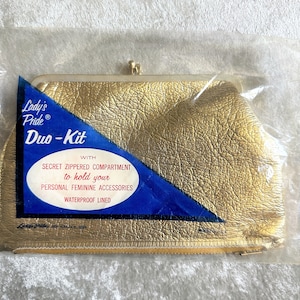 Lady's
Pride®
Duo-Kit
WITH
SECRET ZIPPERED COMPARTMENT
to hold your
PERSONAL FEMININE ACCESSORIES
WATERPROOF LINED